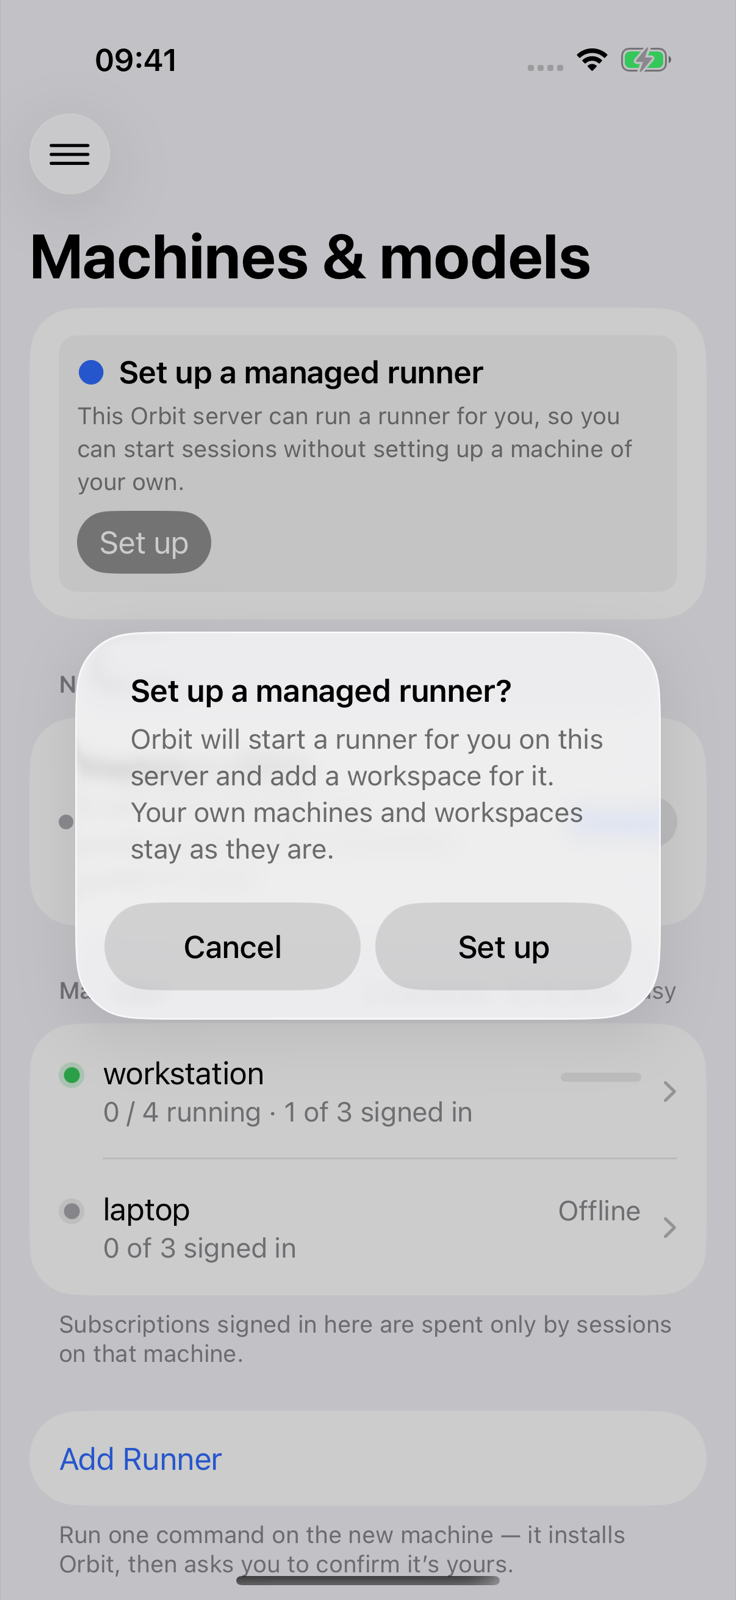 09:41
Machines & models
Set up a managed runner
This Orbit server can run a runner for you, so you
can start sessions without setting up a machine of
your own.
Set up
Set up a managed runner?
Orbit will start a runner for you on this
server and add a workspace for it.
Your own machines and workspaces
stay as they are.
Cancel
Set up
workstation
0 / 4 running · 1 of 3 signed in
laptop
Offline
0 of 3 signed in
Subscriptions signed in here are spent only by sessions
on that machine.
Add Runner
Run one command on the new machine — it installs
Orbit, then asks you to confirm it’s yours.